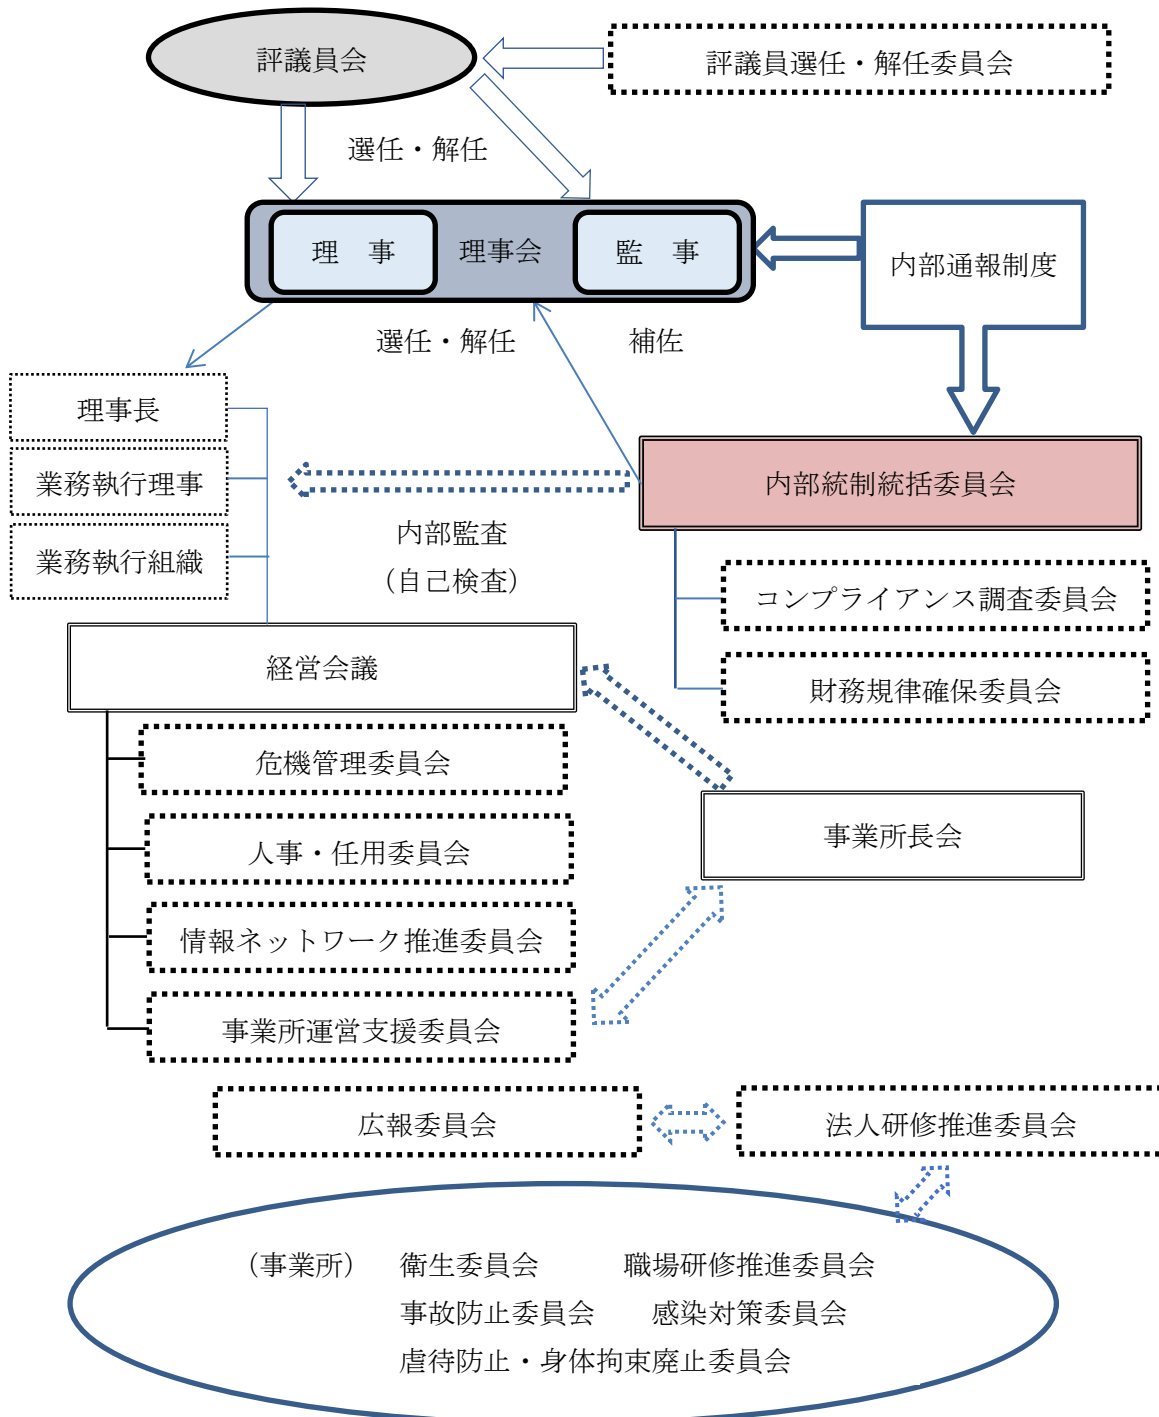 評議員会
評議員選任・解任委員会
選任・解任
理　事
理事会
監　事
内部通報制度
選任・解任
補佐
理事長
業務執行理事
業務執行組織
内部統制統括委員会
内部監査
（自己検査）
コンプライアンス調査委員会
財務規律確保委員会
経営会議
危機管理委員会
人事・任用委員会
情報ネットワーク推進委員会
事業所運営支援委員会
事業所長会
広報委員会
法人研修推進委員会
（事業所）　衛生委員会　　　職場研修推進委員会
事故防止委員会　　感染対策委員会
虐待防止・身体拘束廃止委員会